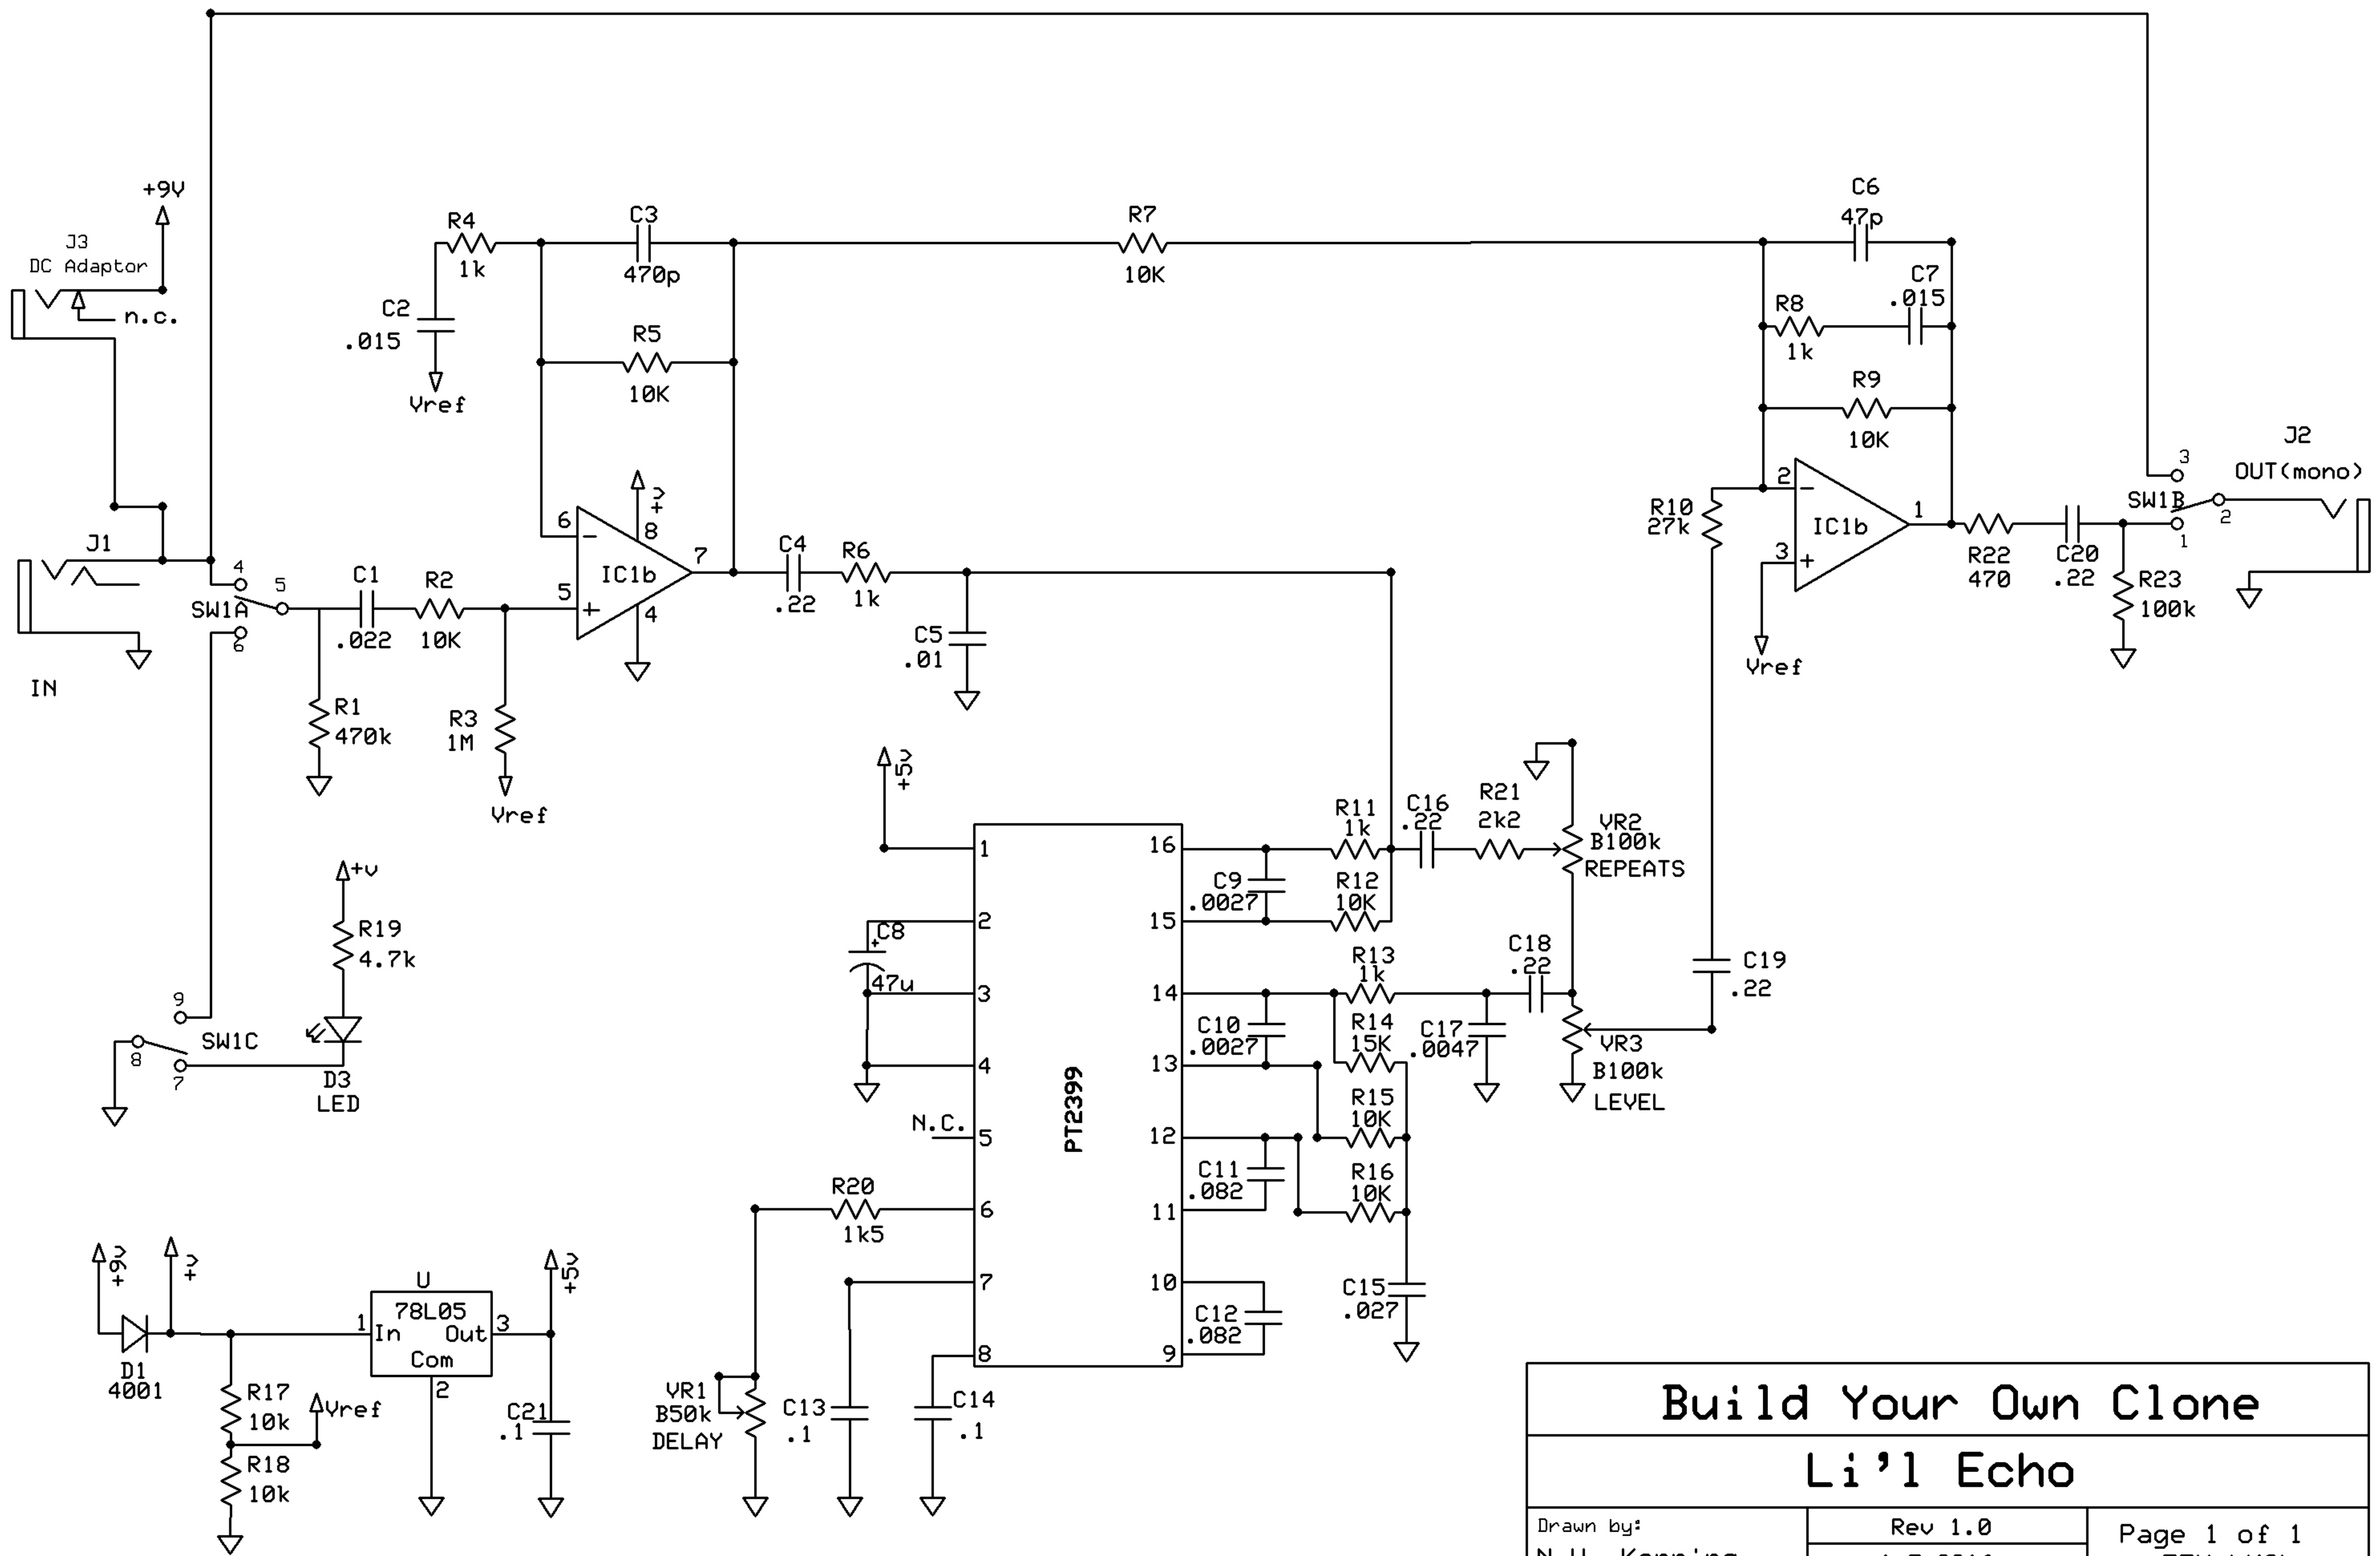 +9V
J3
DC Adaptor
n.c.
J1
IN
4
5
SW1A
6
C1
.022
R2
10K
R1
470k
R3
1M
Vref
R4
1k
C2
.015
Vref
C3
470p
R5
10K
+v
8
6
5
7
4
-
+
IC1b
C4
.22
R6
1k
C5
.01
R7
10K
C6
47p
C7
.015
R8
1k
R9
10K
R10
27k
2
3
1
-
+
IC1b
Vref
R22
470
C20
.22
R23
100k
3
SW1B
2
1
J2
OUT(mono)
+v
R19
4.7k
D3
LED
9
8
7
SW1C
+5v
PT2399
1
2
3
4
5
6
7
8
16
15
14
13
12
11
10
9
C8
+
47u
N.C.
R20
1k5
VR1
B50k
DELAY
C13
.1
C14
.1
C9
.0027
R11
1k
R12
10K
C16
.22
R21
2k2
VR2
B100k
REPEATS
C10
.0027
R13
1k
R14
15K
C17
.0047
C18
.22
VR3
B100k
LEVEL
C19
.22
C11
.082
R15
10K
R16
10K
C12
.082
C15
.027
+9v
+v
D1
4001
R17
10k
R18
10k
Vref
U
78L05
1
In
Out
3
Com
2
+5v
C21
.1
Build Your Own Clone
Li'l Echo
Drawn by:
Rev 1.0
Page 1 of 1